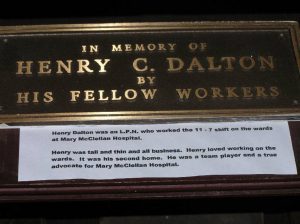 IN MEMORY OF
HENRY C. DALTON
BY
HIS FELLOW WORKERS
Henry Dalton was an L.P.N. who worked the 11 - 7 shift on the wards
at Mary McClellan Hospital.
Henry was tall and thin and all business. Henry loved working on the
wards. It was his second home. He was a team player and a true
advocate for Mary McClellan Hospital.